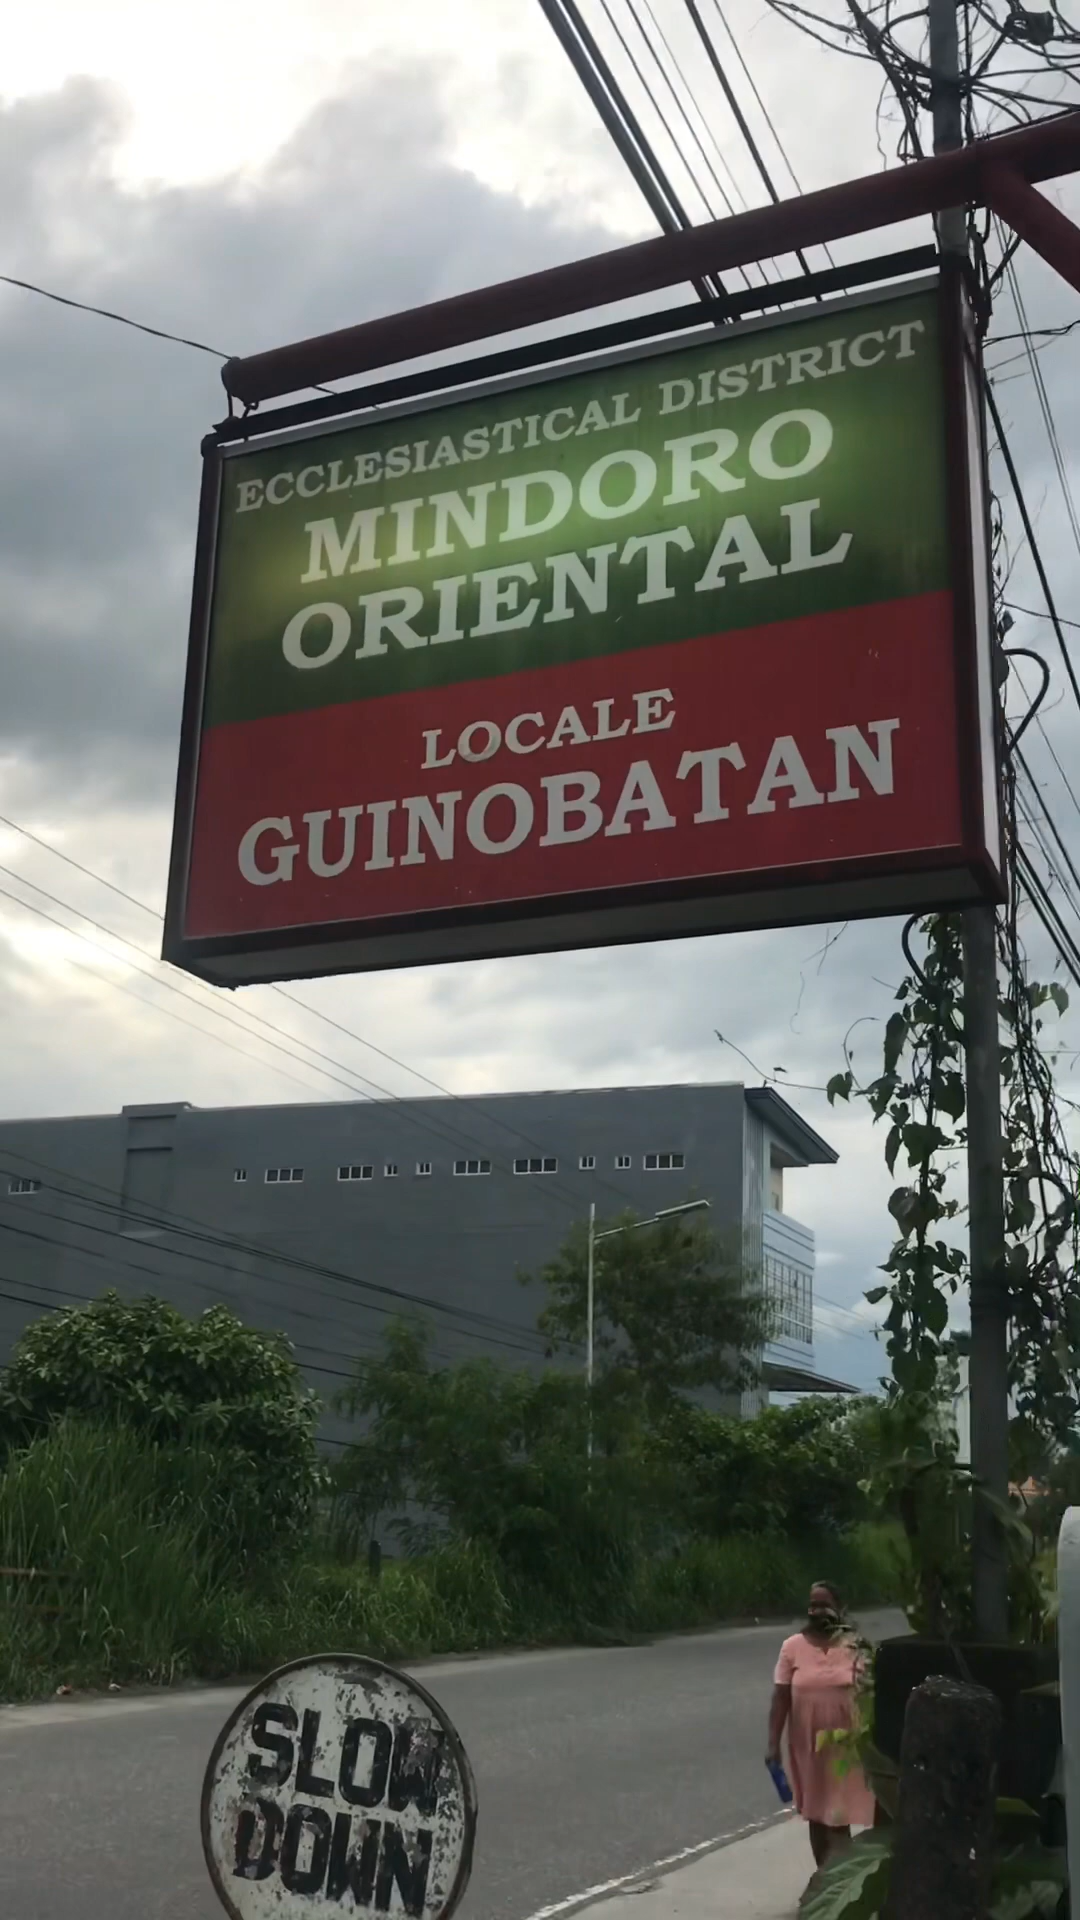 ECCLESIASTICAL DISTRICT
MINDORO
ORIENTAL
LOCALE
GUINOBATAN
SLOW
DOWN